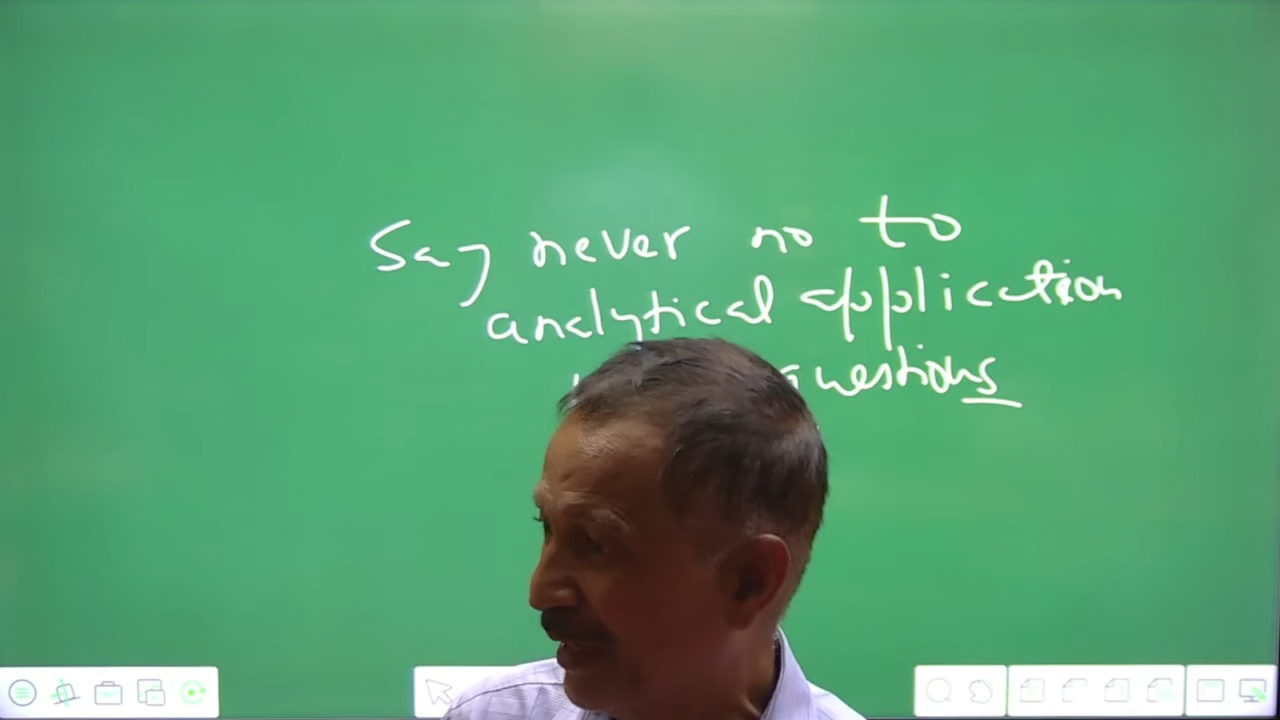 Say never no to
analytical application
questions